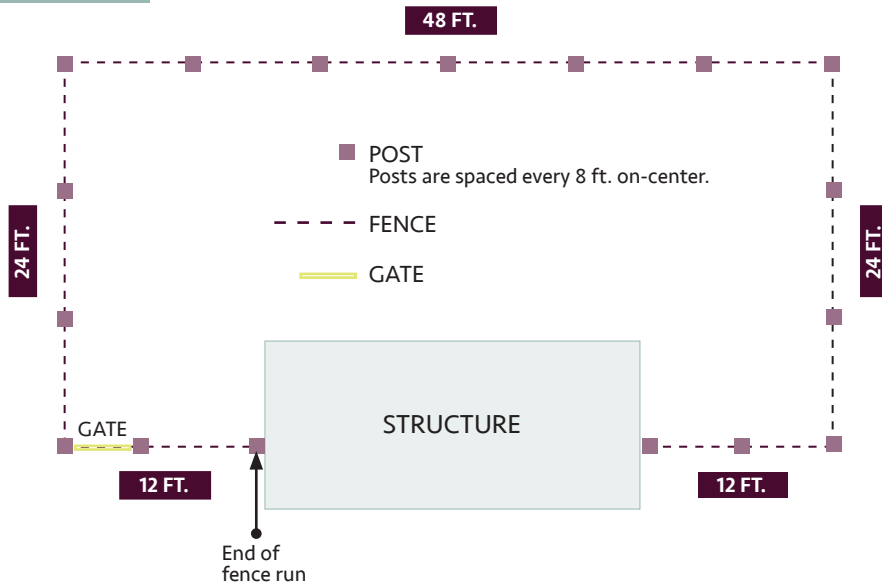 48 FT.
POST
Posts are spaced every 8 ft. on-center.
FENCE
GATE
24 FT.
24 FT.
STRUCTURE
GATE
12 FT.
12 FT.
End of
fence run